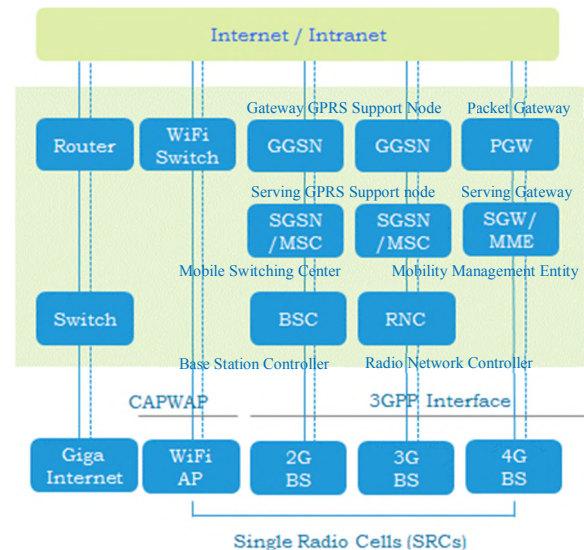 Internet / Intranet
Gateway GPRS Support Node
Packet Gateway
Router
WiFi
Switch
GGSN
GGSN
PGW
Serving GPRS Support node
Serving Gateway
SGSN
/MSC
SGSN
/MSC
SGW/
MME
Mobile Switching Center
Mobility Management Entity
Switch
BSC
RNC
Base Station Controller
Radio Network Controller
CAPWAP
3GPP Interface
Giga
Internet
WiFi
AP
2G
BS
3G
BS
4G
BS
Single Radio Cells (SRCs)